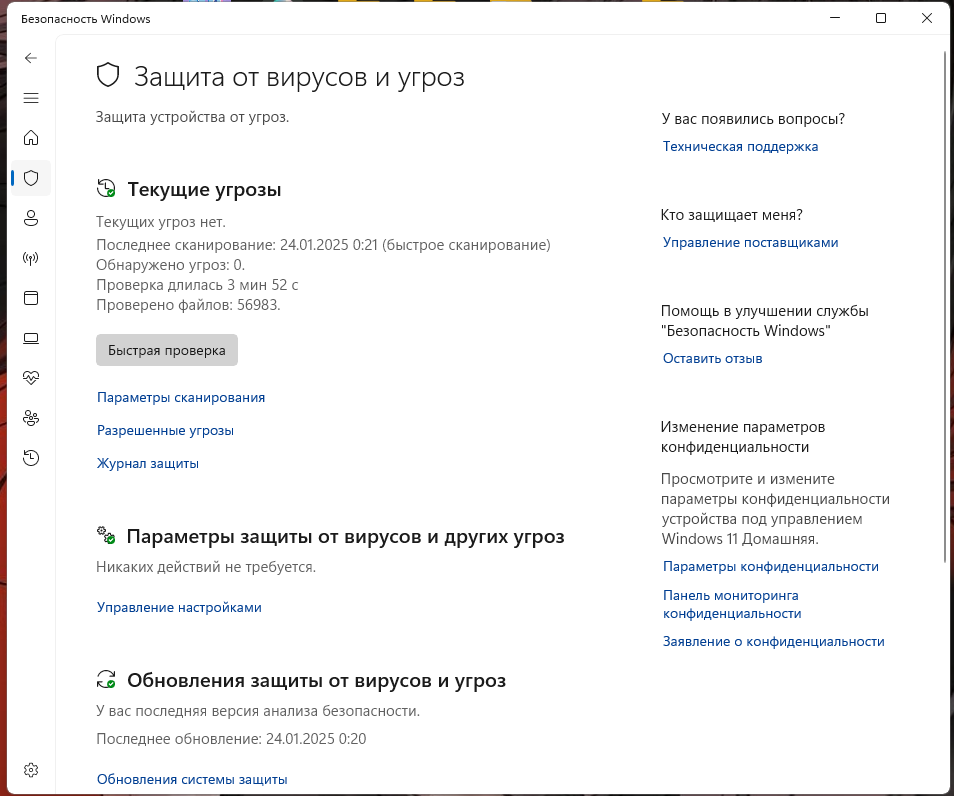 Безопасность Windows
Защита от вирусов и угроз
Защита устройства от угроз.
Текущие угрозы
Текущих угроз нет.
Последнее сканирование: 24.01.2025 0:21 (быстрое сканирование)
Обнаружено угроз: 0.
Проверка длилась 3 мин 52 с
Проверено файлов: 56983.
Быстрая проверка
Параметры сканирования
Разрешенные угрозы
Журнал защиты
Параметры защиты от вирусов и других угроз
Никаких действий не требуется.
Управление настройками
Обновления защиты от вирусов и угроз
У вас последняя версия анализа безопасности.
Последнее обновление: 24.01.2025 0:20
Обновления системы защиты
У вас появились вопросы?
Техническая поддержка
Кто защищает меня?
Управление поставщиками
Помощь в улучшении службы
"Безопасность Windows"
Оставить отзыв
Изменение параметров
конфиденциальности
Просмотрите и измените
параметры конфиденциальности
устройства под управлением
Windows 11 Домашняя.
Параметры конфиденциальности
Панель мониторинга
конфиденциальности
Заявление о конфиденциальности